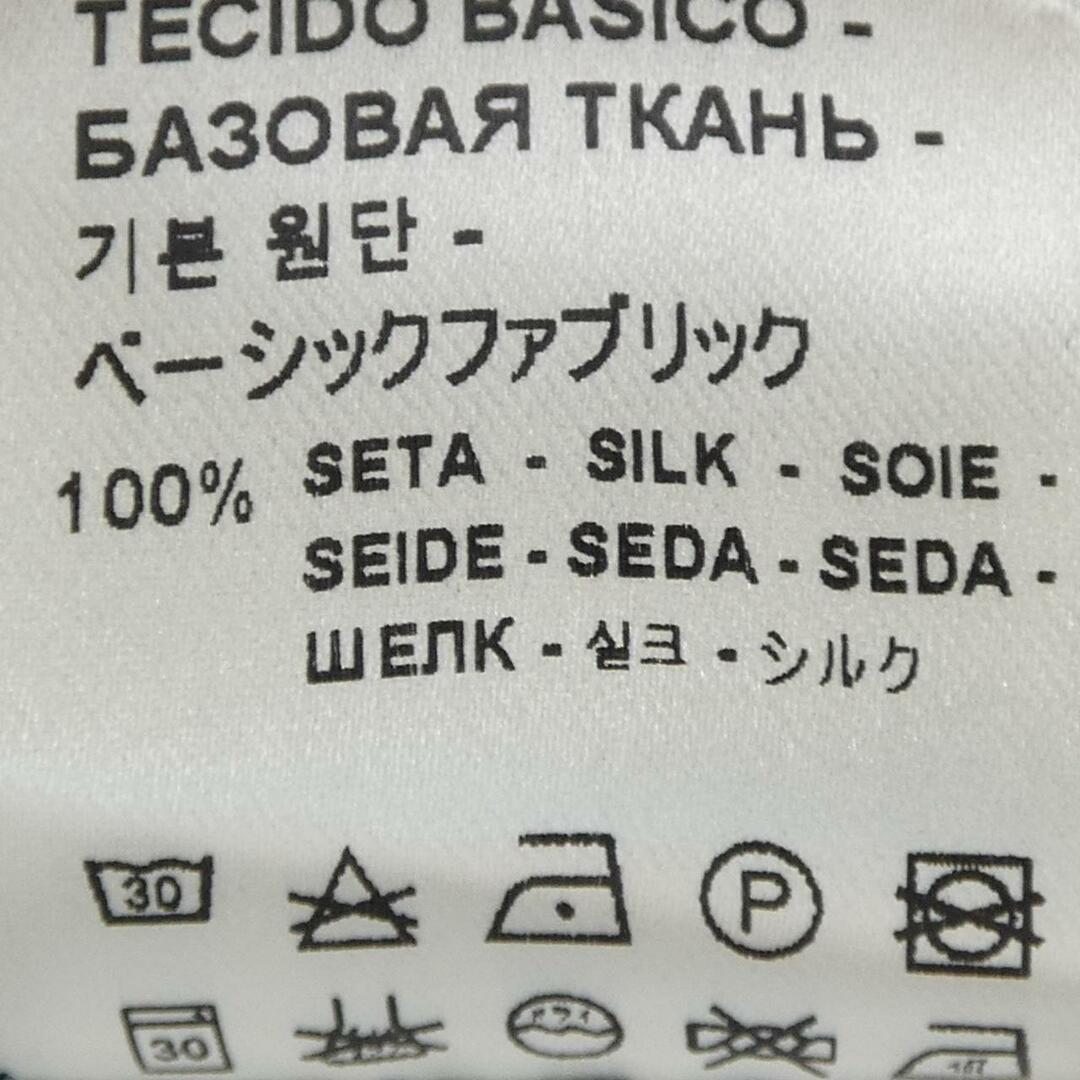 TECIDO BÁSICO -
БАЗОВАЯ ТКАНЬ -
기본 원단 -
ベーシックファブリック
100% SETA - SILK - SOIE -
SEIDE - SEDA - SEDA -
ШЕЛК - 실크 - シルク
30 P
30